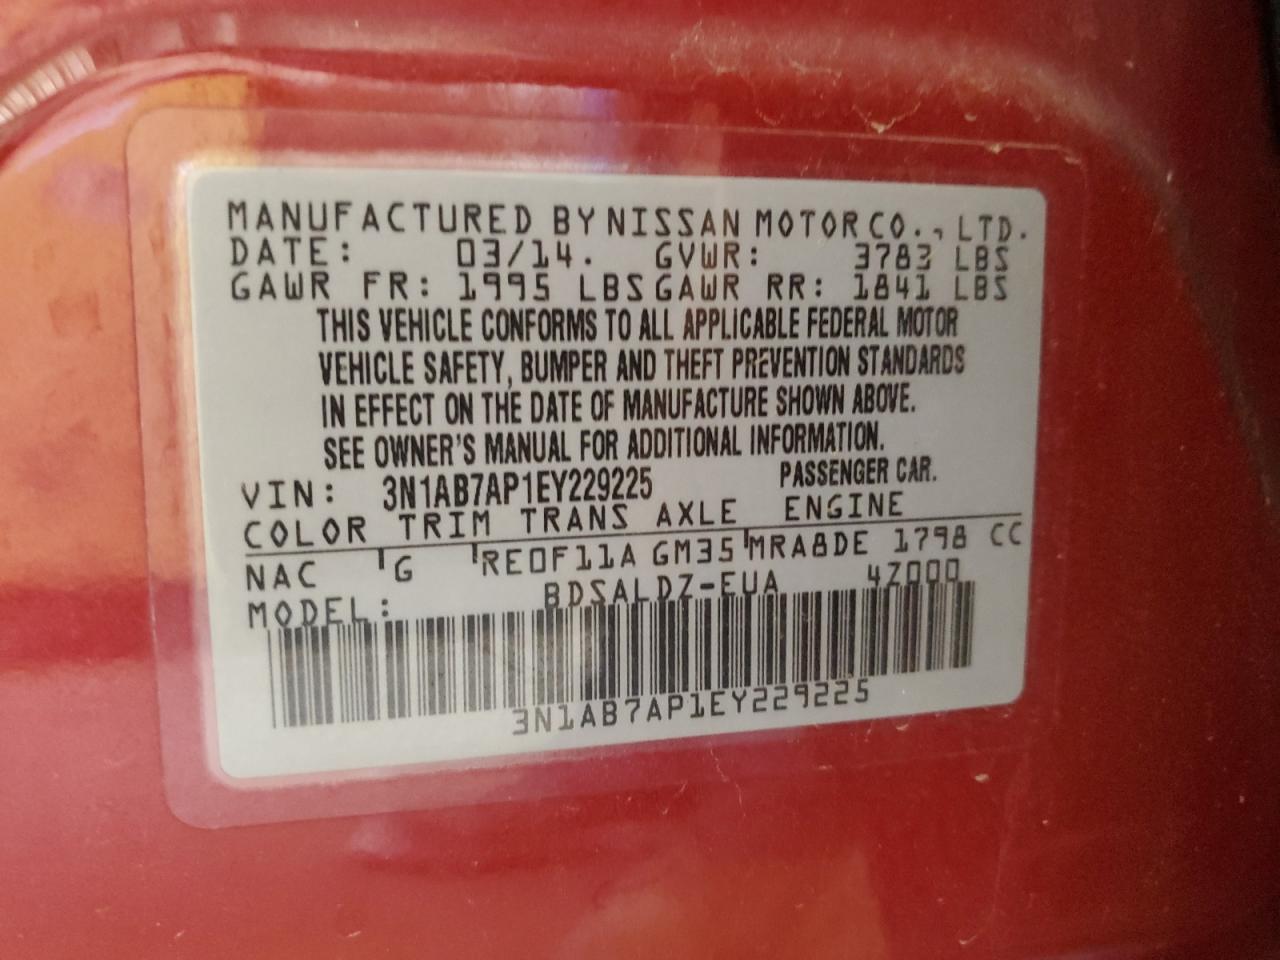 MANUFACTURED BY NISSAN MOTOR CO., LTD.
DATE: 03/14. GVWR: 3783 LBS
GAWR FR: 1995 LBS GAWR RR: 1841 LBS
THIS VEHICLE CONFORMS TO ALL APPLICABLE FEDERAL MOTOR
VEHICLE SAFETY, BUMPER AND THEFT PREVENTION STANDARDS
IN EFFECT ON THE DATE OF MANUFACTURE SHOWN ABOVE.
SEE OWNER'S MANUAL FOR ADDITIONAL INFORMATION.
VIN: 3N1AB7AP1EY229225 PASSENGER CAR.
COLOR TRIM TRANS AXLE ENGINE
NAC G RE0F11A GM35 MRA8DE 1798 CC
MODEL: BDSALDZ-EUA 4Z000
3N1AB7AP1EY229225